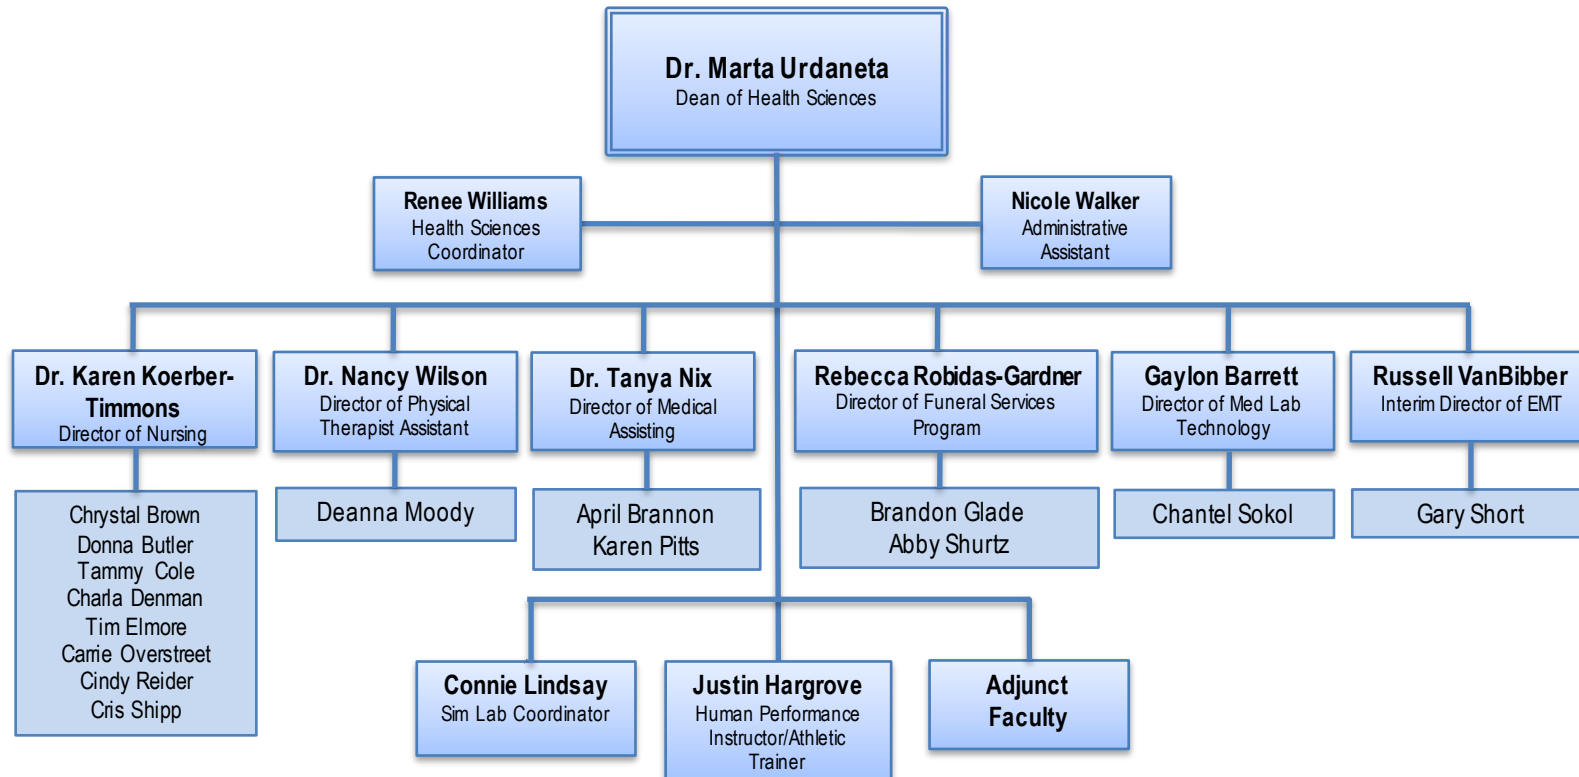 Dr. Marta Urdaneta
Dean of Health Sciences
Renee Williams
Health Sciences
Coordinator
Nicole Walker
Administrative
Assistant
Dr. Karen Koerber-
Timmons
Director of Nursing
Dr. Nancy Wilson
Director of Physical
Therapist Assistant
Dr. Tanya Nix
Director of Medical
Assisting
Rebecca Robidas-Gardner
Director of Funeral Services
Program
Gaylon Barrett
Director of Med Lab
Technology
Russell VanBibber
Interim Director of EMT
Chrystal Brown
Donna Butler
Tammy Cole
Charla Denman
Tim Elmore
Carrie Overstreet
Cindy Reider
Cris Shipp
Deanna Moody
April Brannon
Karen Pitts
Brandon Glade
Abby Shurtz
Chantel Sokol
Gary Short
Connie Lindsay
Sim Lab Coordinator
Justin Hargrove
Human Performance
Instructor/Athletic
Trainer
Adjunct
Faculty